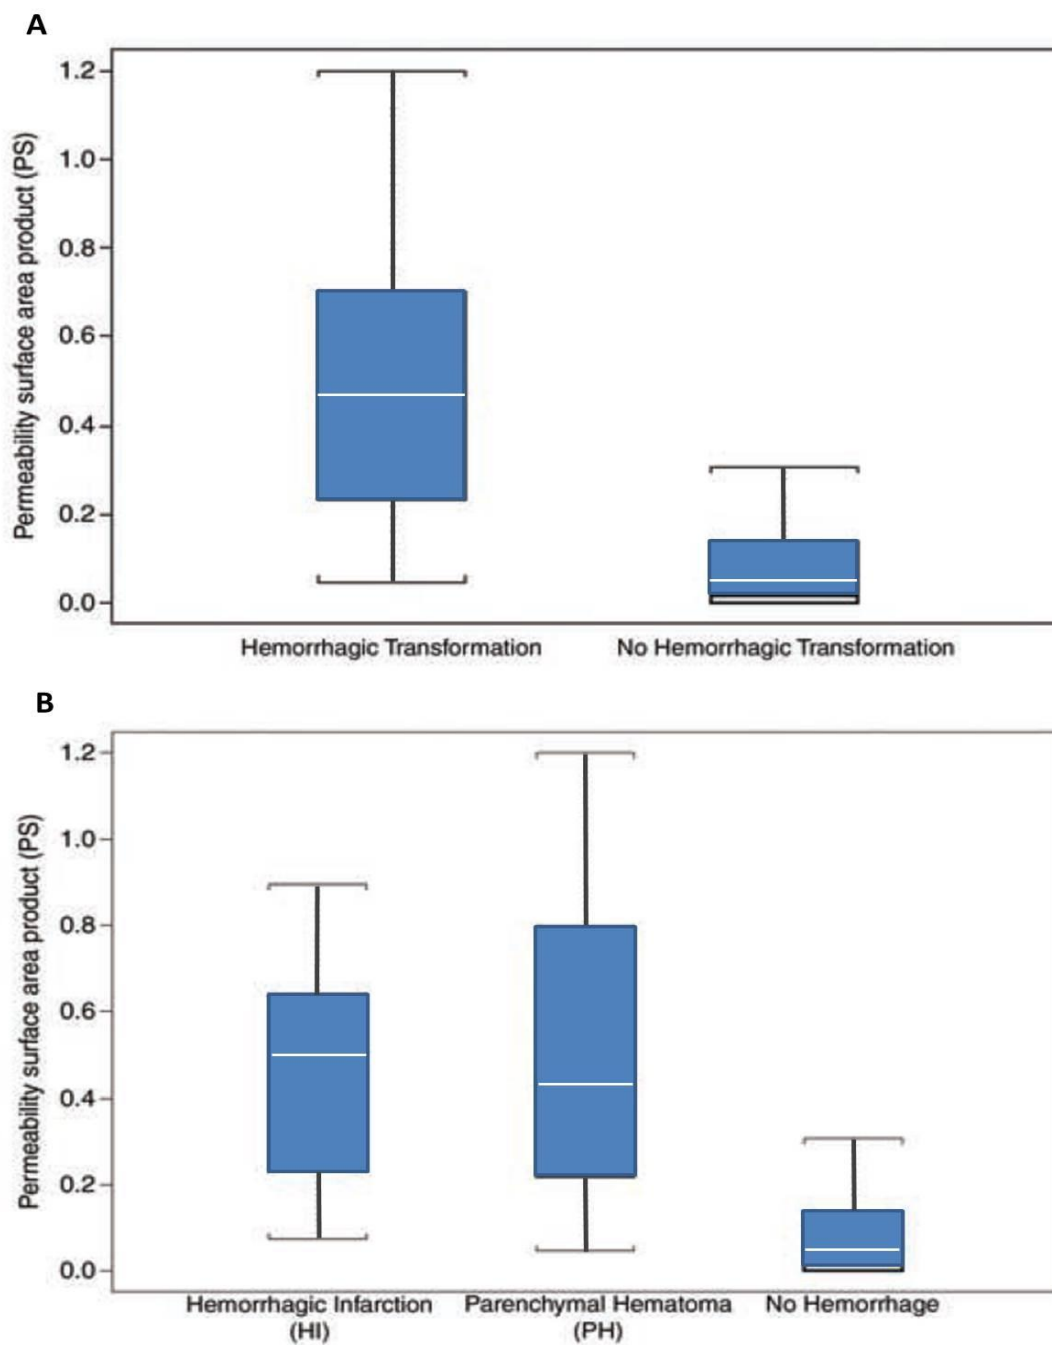 A
Permeability surface area product (PS)
1.2
1.0
0.8
0.6
0.4
0.2
0.0
Hemorrhagic Transformation
No Hemorrhagic Transformation
B
Permeability surface area product (PS)
1.2
1.0
0.8
0.6
0.4
0.2
0.0
Hemorrhagic Infarction
(HI)
Parenchymal Hematoma
(PH)
No Hemorrhage